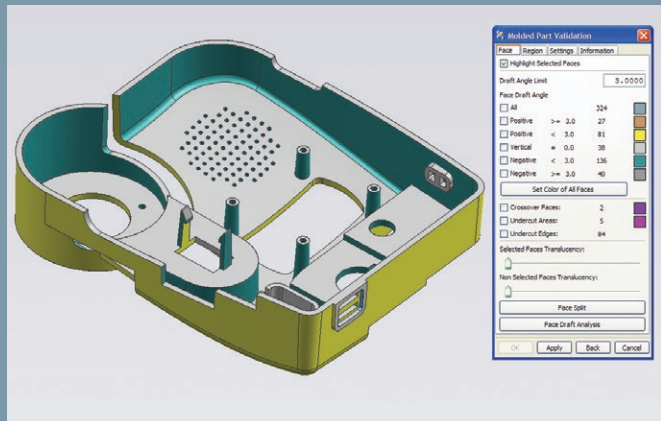 Molded Part Validation
Face Region Settings Information
Highlight Selected Faces
Draft Angle Limit 3.0000
Face Draft Angle
All 324
Positive >= 3.0 27
Positive < 3.0 81
Vertical = 0.0 38
Negative < 3.0 136
Negative >= 3.0 40
Set Color of All Faces
Crossover Faces: 2
Undercut Areas: 5
Undercut Edges: 84
Selected Faces Translucency:
Non Selected Faces Translucency:
Face Split
Face Draft Analysis
OK Apply Back Cancel